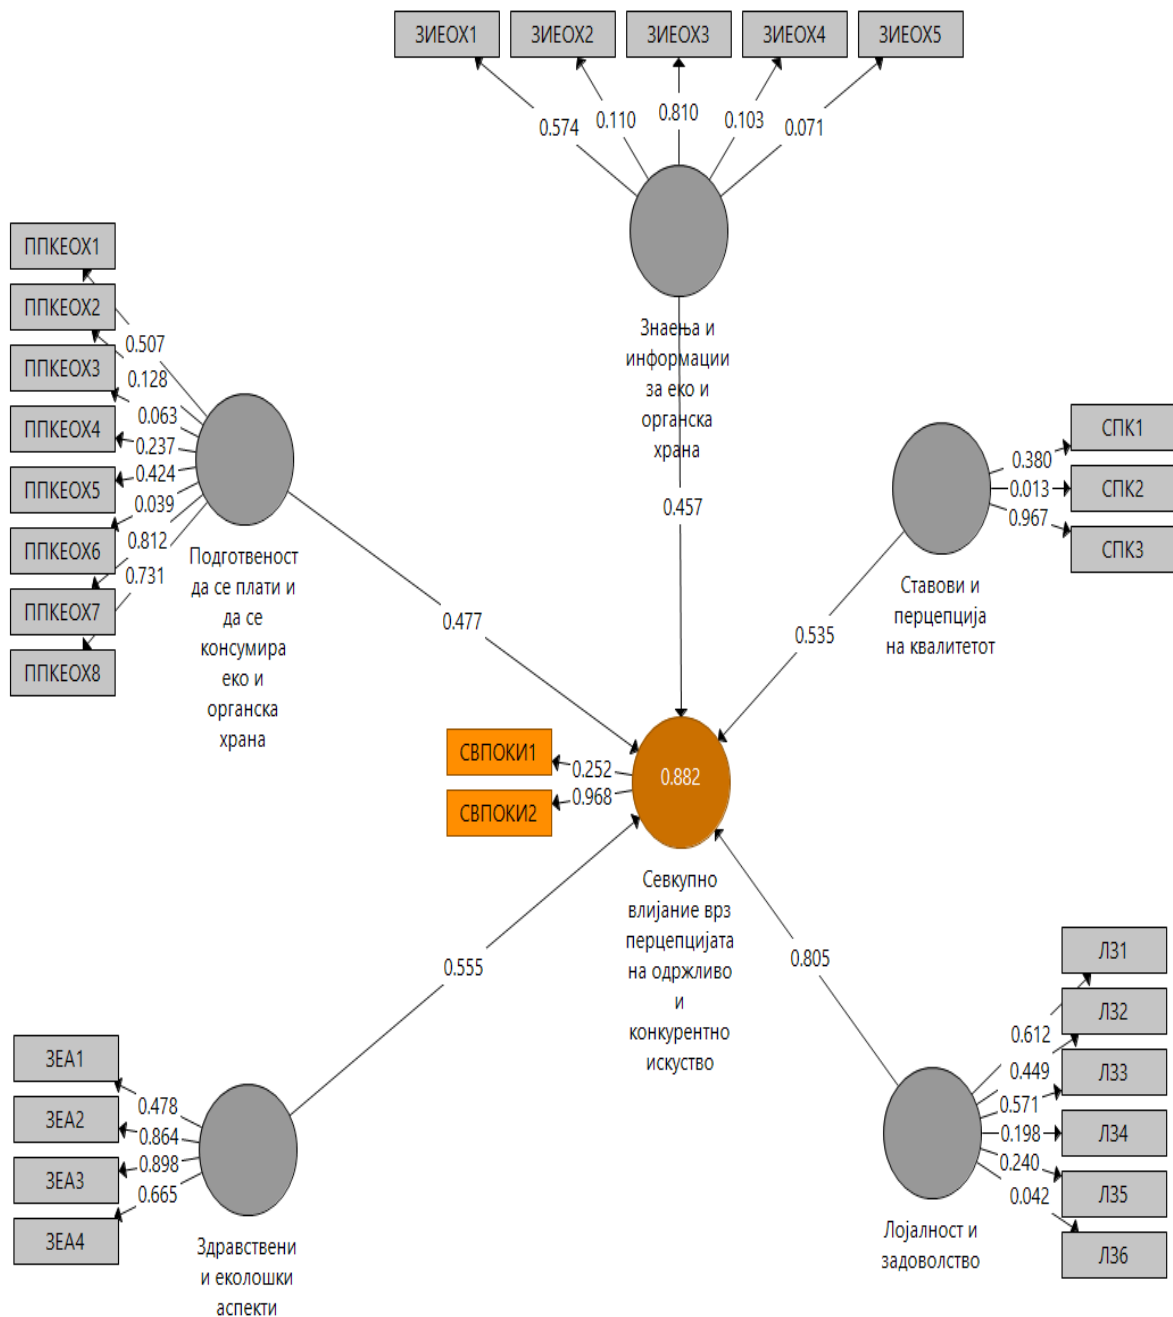 ЗИЕОХ1
ЗИЕОХ2
ЗИЕОХ3
ЗИЕОХ4
ЗИЕОХ5
0.574
0.110
0.810
0.103
0.071
Знаења и
информации
за еко и
органска
храна
0.457
ППКЕОХ1
ППКЕОХ2
ППКЕОХ3
ППКЕОХ4
ППКЕОХ5
ППКЕОХ6
ППКЕОХ7
ППКЕОХ8
0.507
0.128
0.063
0.237
0.424
0.039
0.812
0.731
Подготвеност
да се плати и
да се
консумира
еко и
органска
храна
0.477
СПК1
СПК2
СПК3
0.380
0.013
0.967
Ставови и
перцепција
на квалитетот
0.535
СВПОКИ1
СВПОКИ2
0.252
0.968
0.882
Севкупно
влијание врз
перцепцијата
на одржливо
и
конкурентно
искуство
0.555
0.805
ЗЕА1
ЗЕА2
ЗЕА3
ЗЕА4
0.478
0.864
0.898
0.665
Здравствени
и еколошки
аспекти
ЛЗ1
ЛЗ2
ЛЗ3
ЛЗ4
ЛЗ5
ЛЗ6
0.612
0.449
0.571
0.198
0.240
0.042
Лојалност и
задоволство